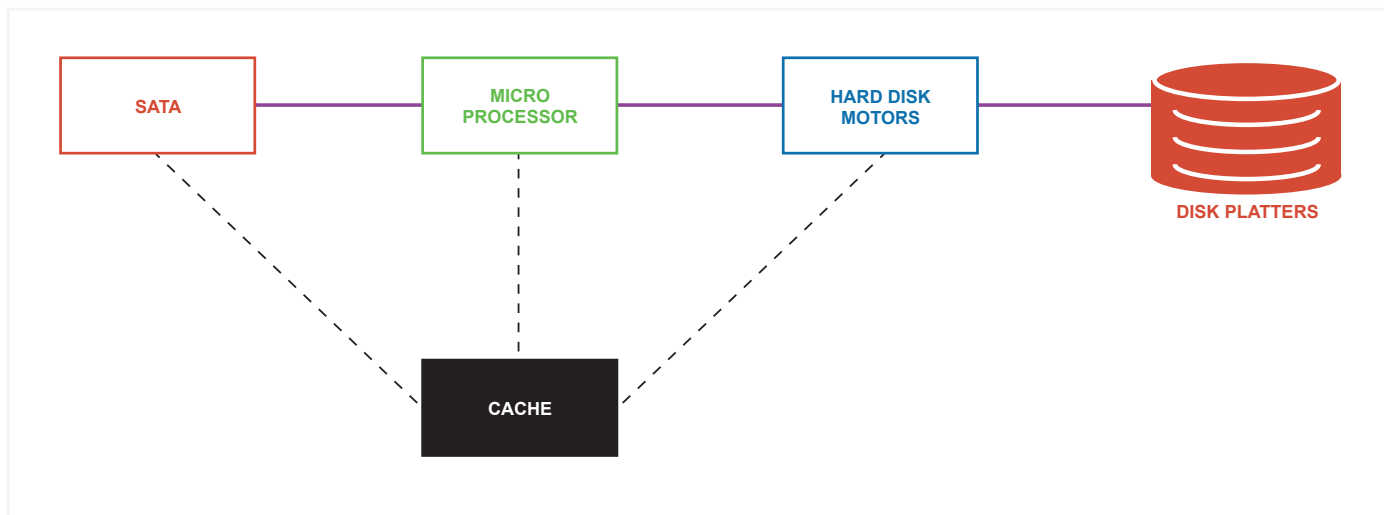 SATA
MICRO
PROCESSOR
HARD DISK
MOTORS
DISK PLATTERS
CACHE